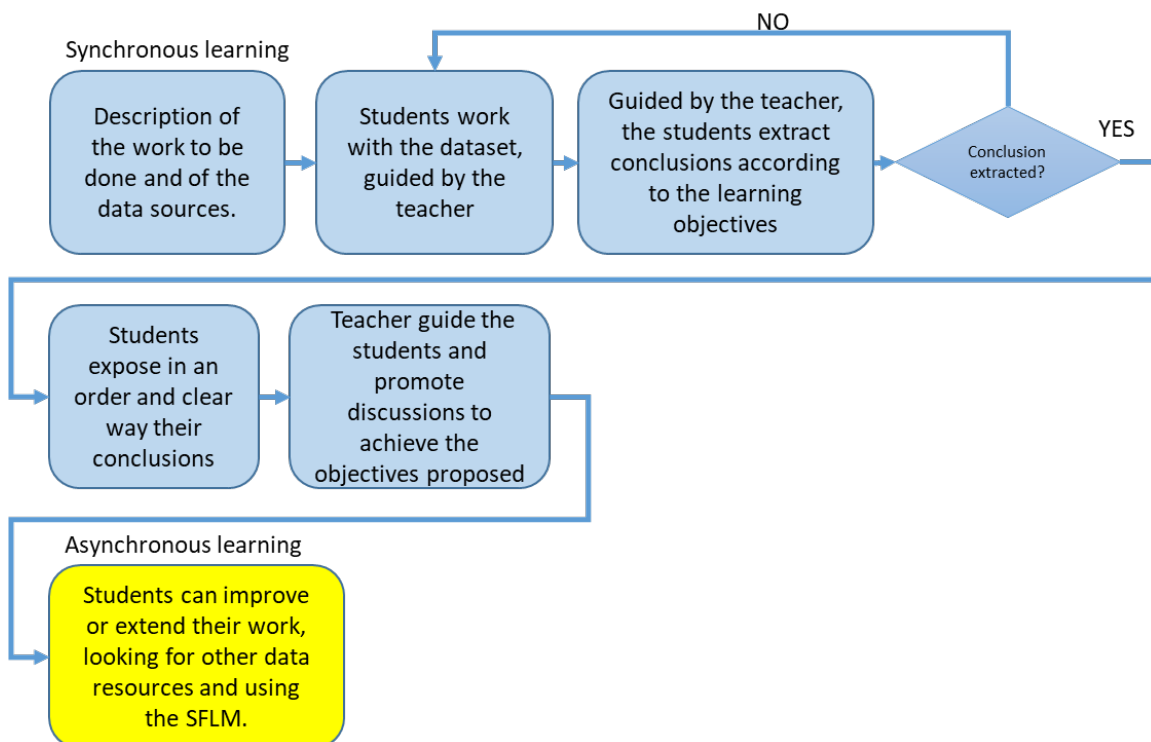 Synchronous learning
Description of
the work to be
done and of the
data sources.
Students work
with the dataset,
guided by the
teacher
Guided by the teacher,
the students extract
conclusions according
to the learning
objectives
NO
Conclusion
extracted?
YES
Students
expose in an
order and clear
way their
conclusions
Teacher guide the
students and
promote
discussions to
achieve the
objectives proposed
Asynchronous learning
Students can improve
or extend their work,
looking for other data
resources and using
the SFLM.